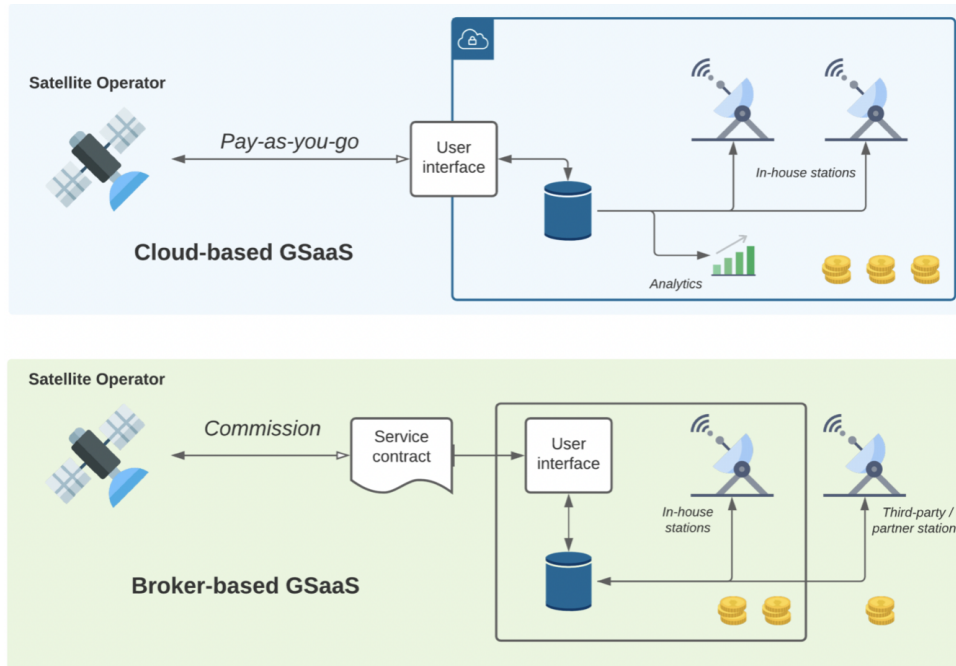 Satellite Operator
Pay-as-you-go
User
interface
In-house stations
Cloud-based GSaaS
Analytics
Satellite Operator
Commission
Service
contract
User
interface
In-house
stations
Third-party /
partner station
Broker-based GSaaS